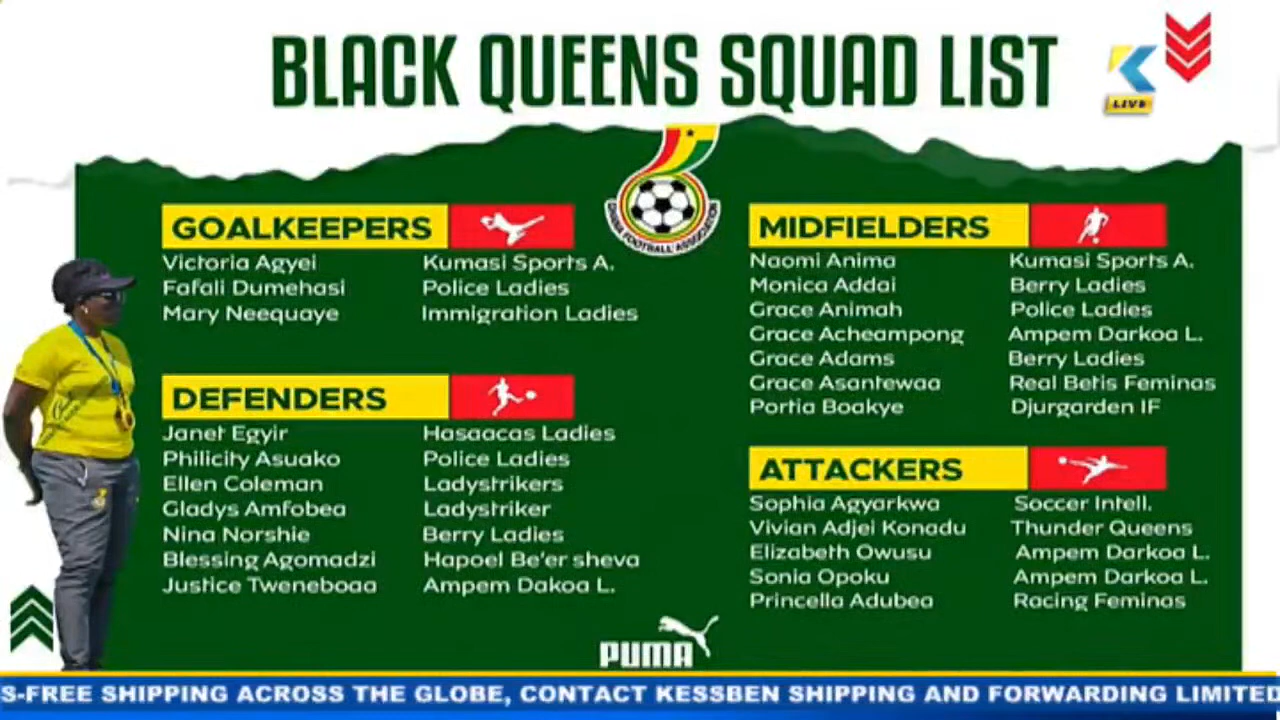 BLACK QUEENS SQUAD LIST
LIVE
GHANA FOOTBALL ASSOCIATION
GOALKEEPERS
Victoria Agyei Kumasi Sports A.
Fafali Dumehasi Police Ladies
Mary Neequaye Immigration Ladies
DEFENDERS
Janet Egyir Hasaacas Ladies
Philicity Asuako Police Ladies
Ellen Coleman Ladystrikers
Gladys Amfobea Ladystriker
Nina Norshie Berry Ladies
Blessing Agomadzi Hapoel Be'er sheva
Justice Tweneboaa Ampem Dakoa L.
MIDFIELDERS
Naomi Anima Kumasi Sports A.
Monica Addai Berry Ladies
Grace Animah Police Ladies
Grace Acheampong Ampem Darkoa L.
Grace Adams Berry Ladies
Grace Asantewaa Real Betis Feminas
Portia Boakye Djurgarden IF
ATTACKERS
Sophia Agyarkwa Soccer Intell.
Vivian Adjei Konadu Thunder Queens
Elizabeth Owusu Ampem Darkoa L.
Sonia Opoku Ampem Darkoa L.
Princella Adubea Racing Feminas
PUMA
S-FREE SHIPPING ACROSS THE GLOBE, CONTACT KESSBEN SHIPPING AND FORWARDING LIMITED